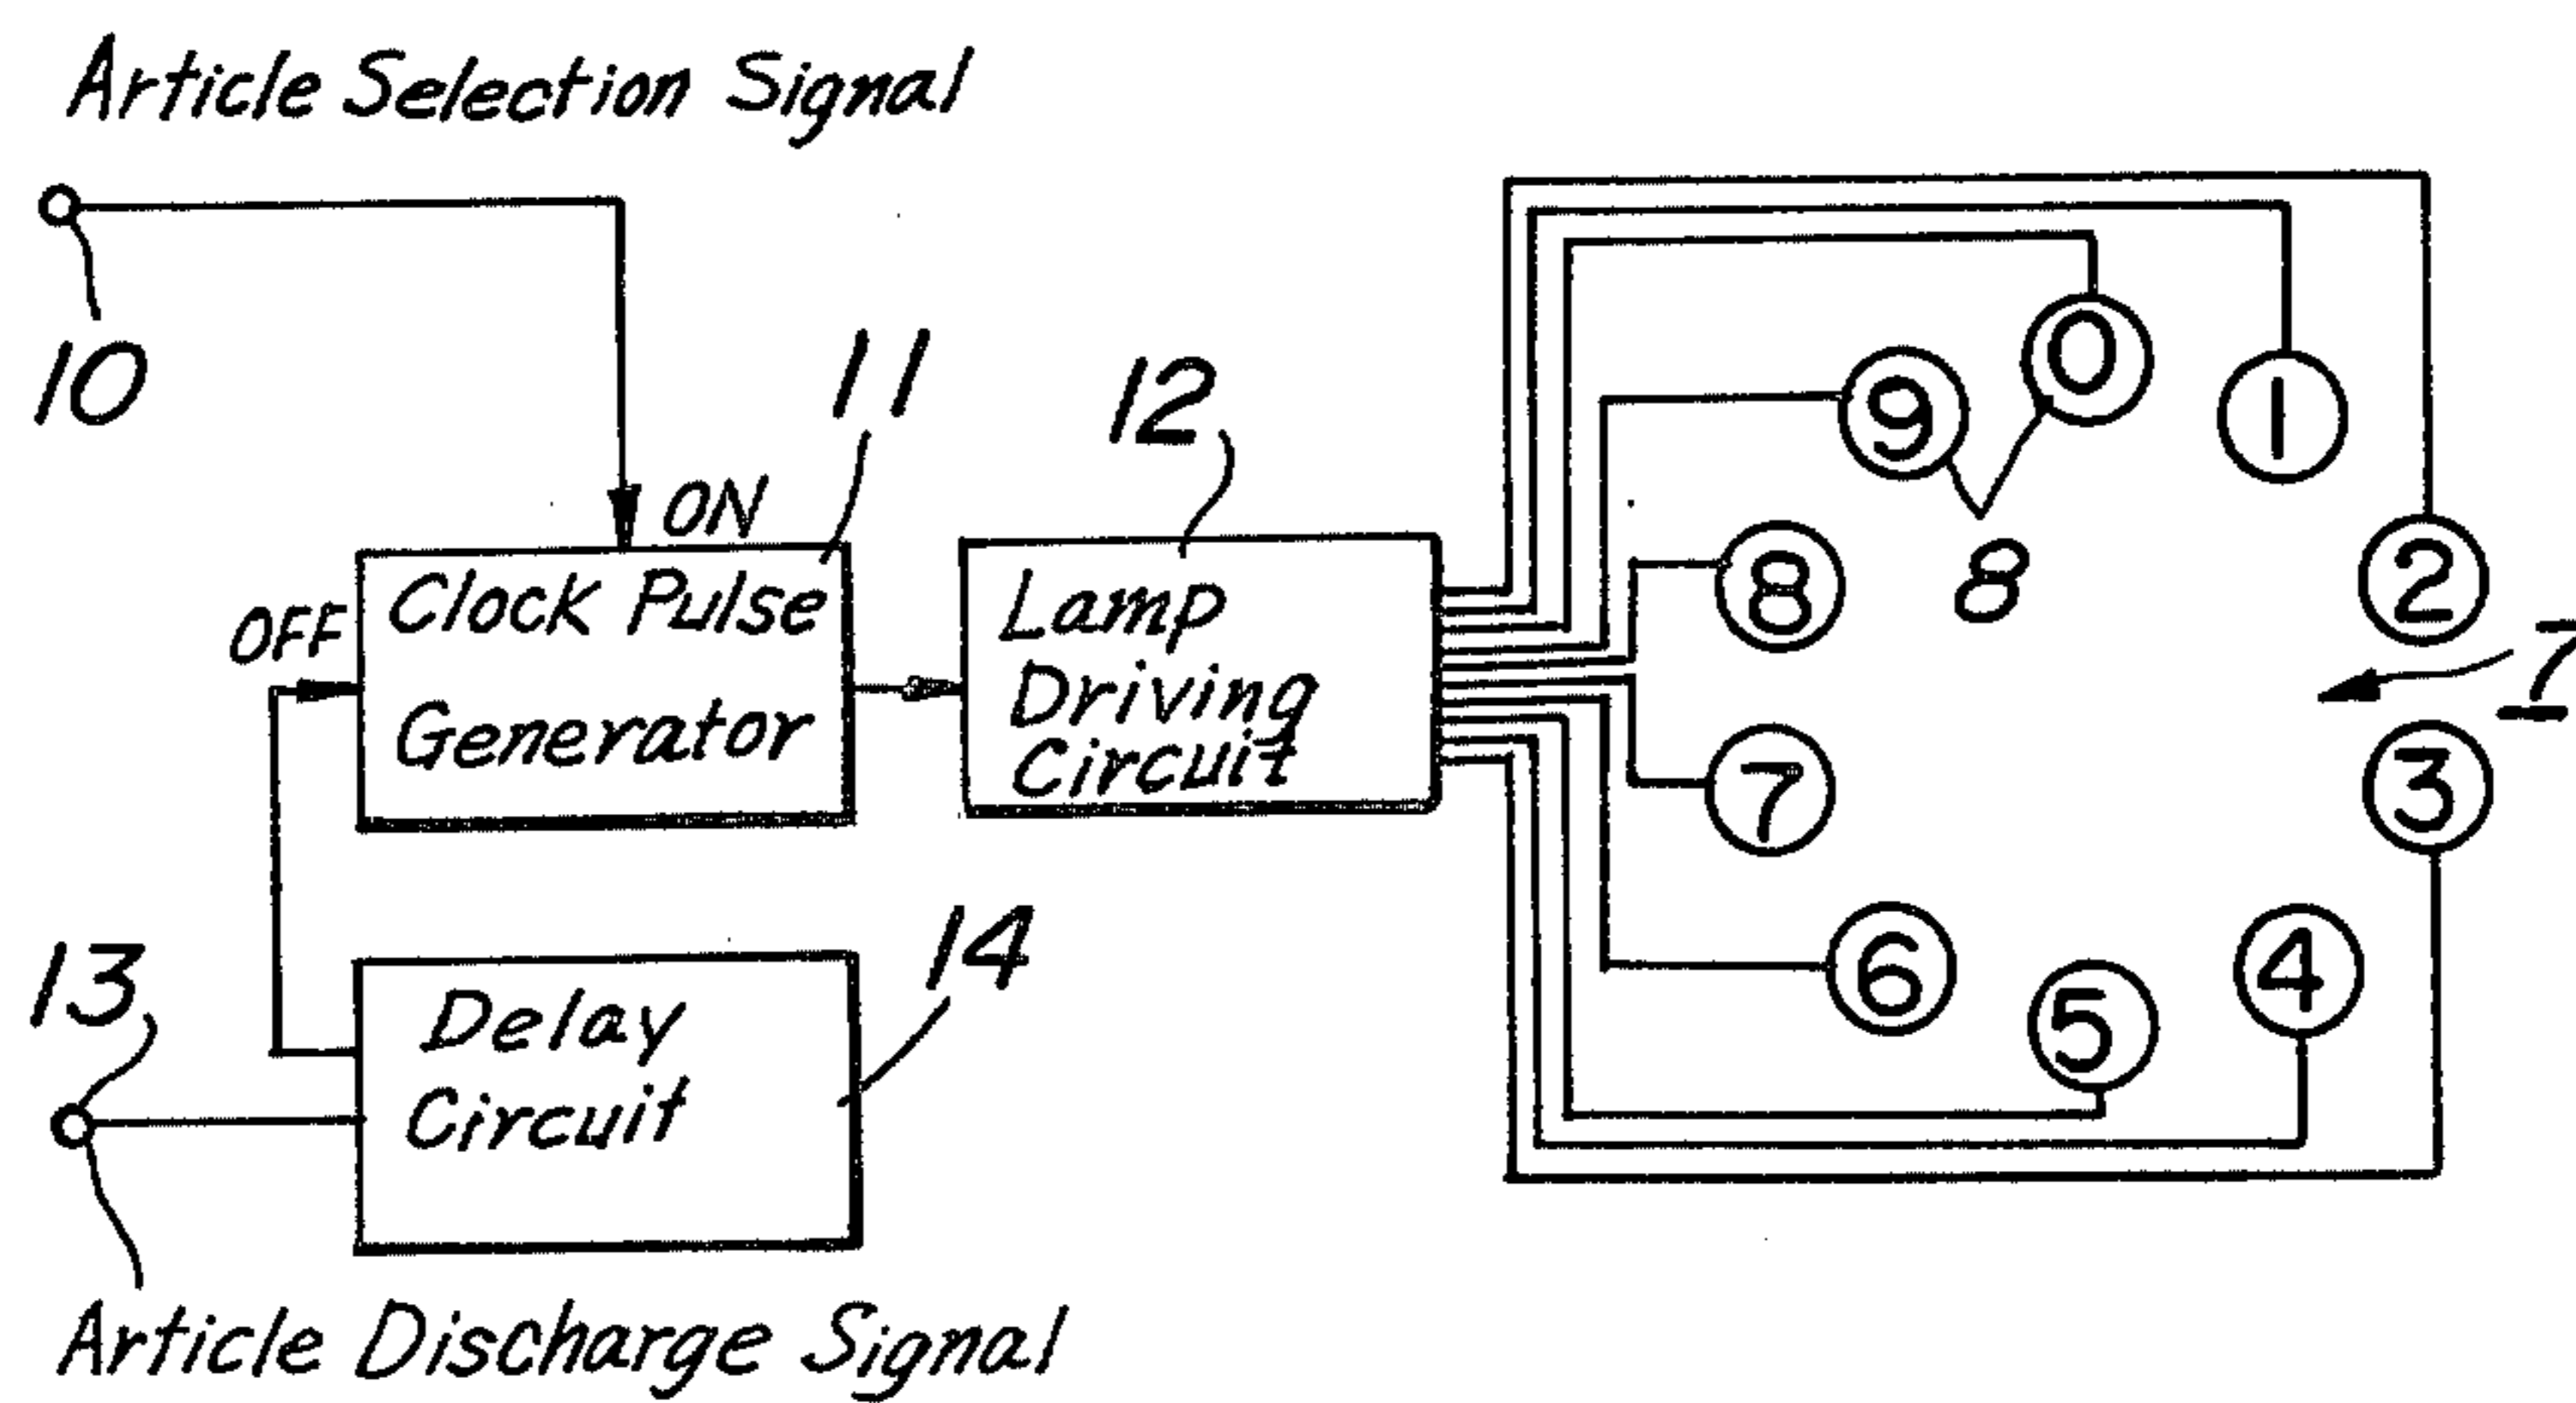 Article Selection Signal
10
11
12
ON
OFF
Clock Pulse
Generator
Lamp
Driving
Circuit
0
1
2
3
4
5
6
7
8
9
8
7
13
14
Delay
Circuit
Article Discharge Signal